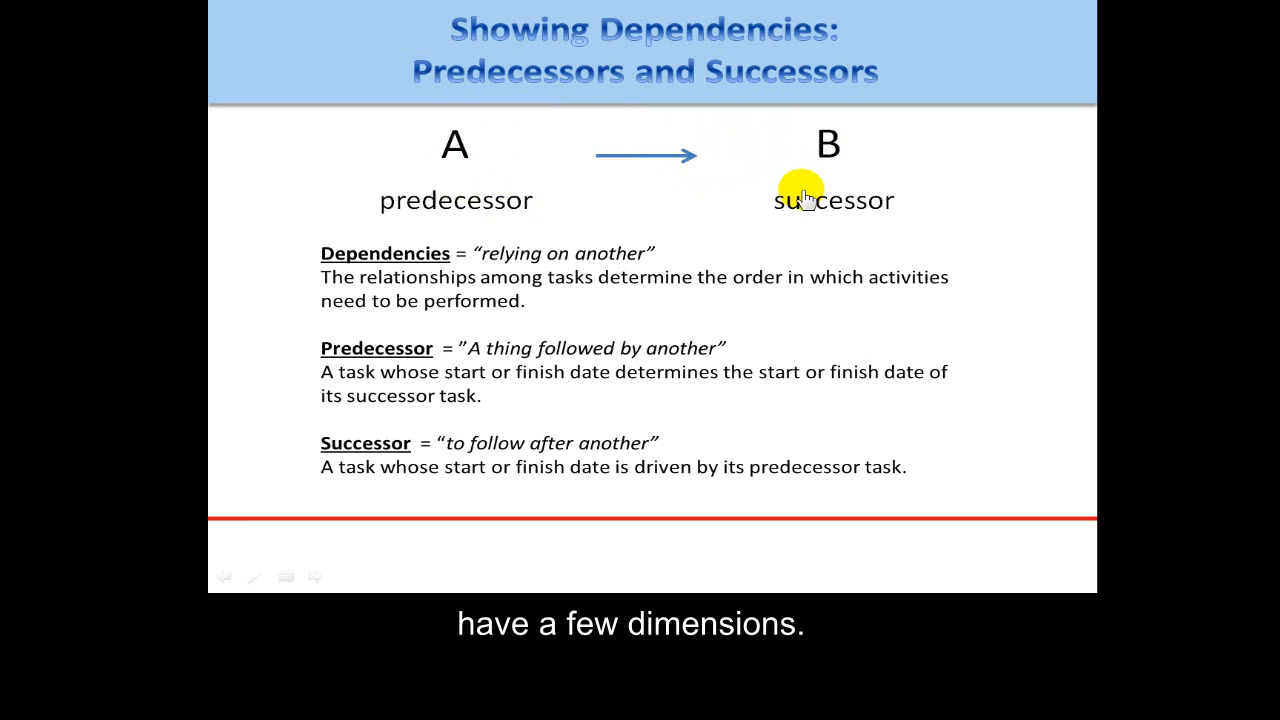 Showing Dependencies:
Predecessors and Successors
A B
predecessor successor
Dependencies = “relying on another”
The relationships among tasks determine the order in which activities
need to be performed.
Predecessor = ”A thing followed by another”
A task whose start or finish date determines the start or finish date of
its successor task.
Successor = “to follow after another”
A task whose start or finish date is driven by its predecessor task.
have a few dimensions.